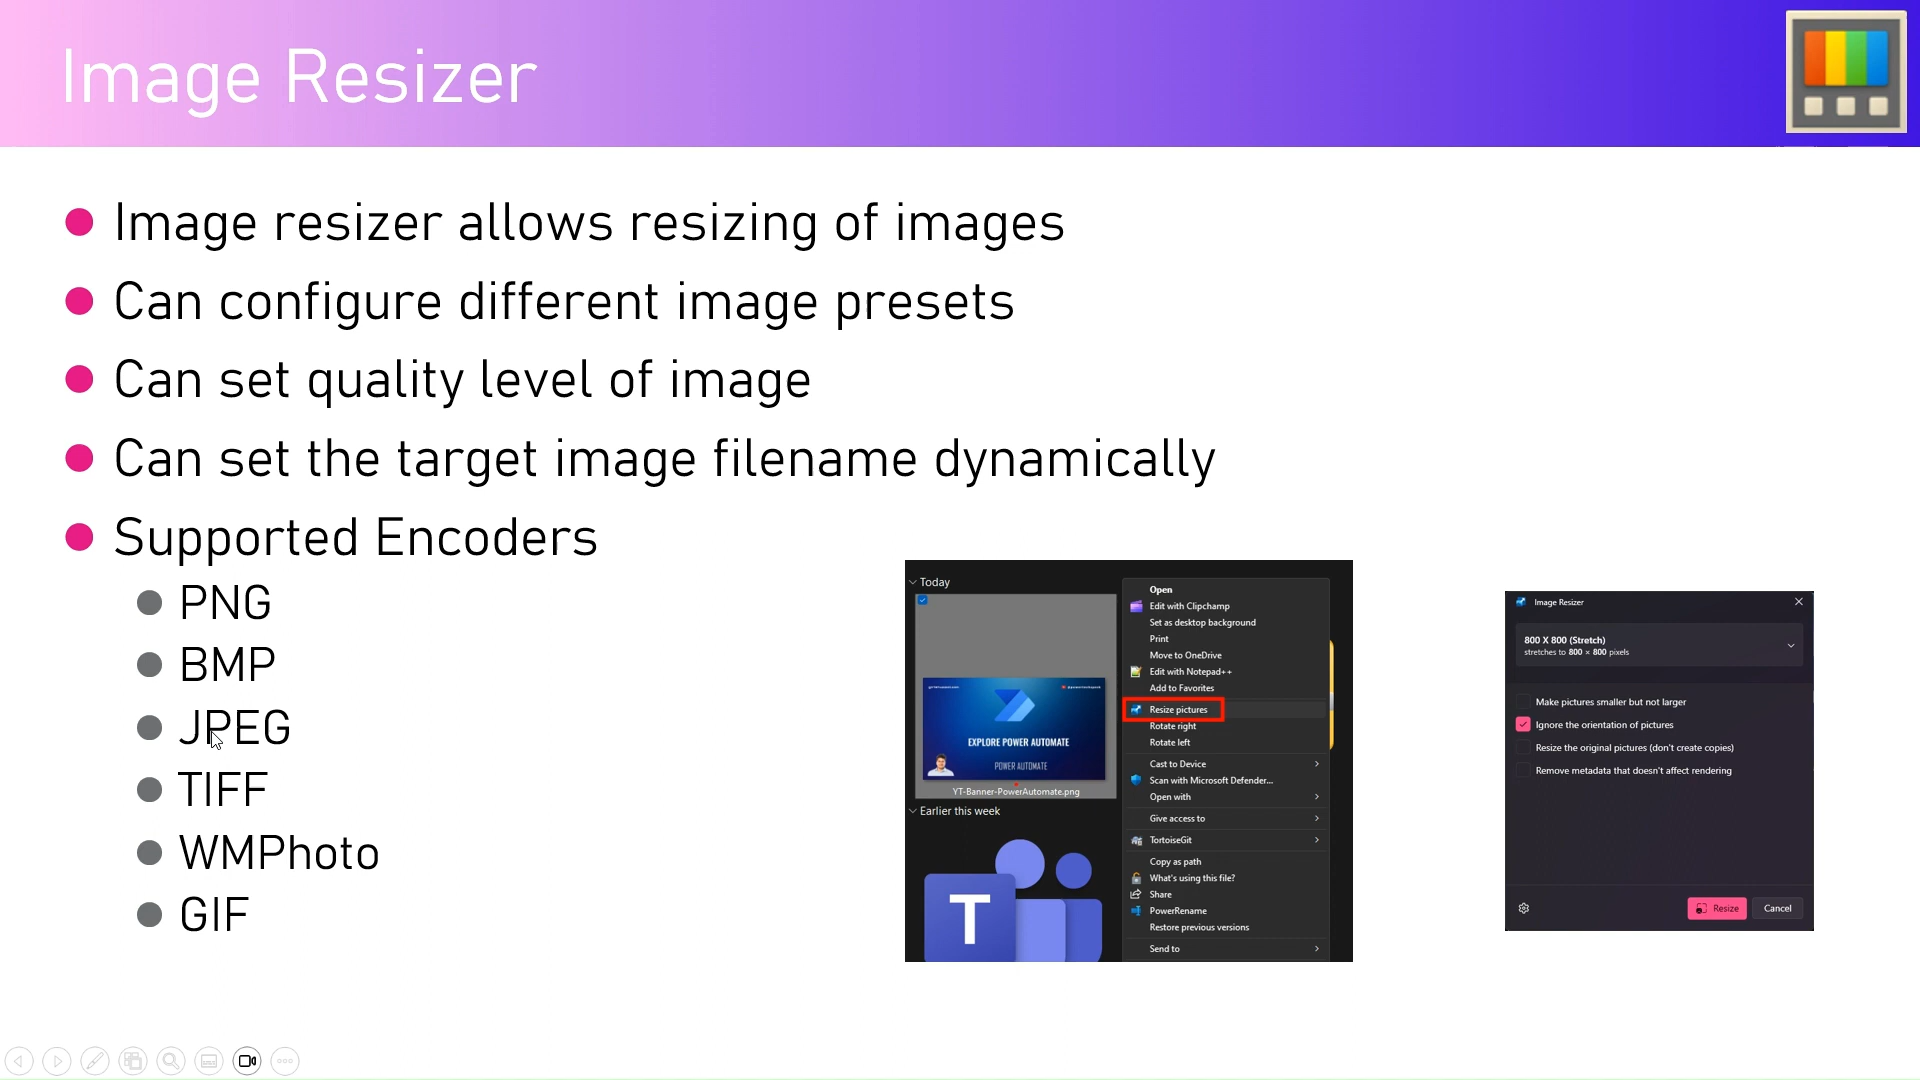 Image Resizer
Image resizer allows resizing of images
Can configure different image presets
Can set quality level of image
Can set the target image filename dynamically
Supported Encoders
PNG
BMP
JPEG
TIFF
WMPhoto
GIF
Today
EXPLORE POWER AUTOMATE
POWER AUTOMATE
YT-Banner-PowerAutomate.png
Earlier this week
T
Open
Edit with Clipchamp
Set as desktop background
Print
Move to OneDrive
Edit with Notepad++
Add to Favorites
Resize pictures
Rotate right
Rotate left
Cast to Device
Scan with Microsoft Defender...
Open with
Give access to
TortoiseGit
Copy as path
What's using this file?
Share
PowerRename
Restore previous versions
Send to
Image Resizer
800 X 800 (Stretch)
stretches to 800 × 800 pixels
Make pictures smaller but not larger
Ignore the orientation of pictures
Resize the original pictures (don't create copies)
Remove metadata that doesn't affect rendering
Resize
Cancel